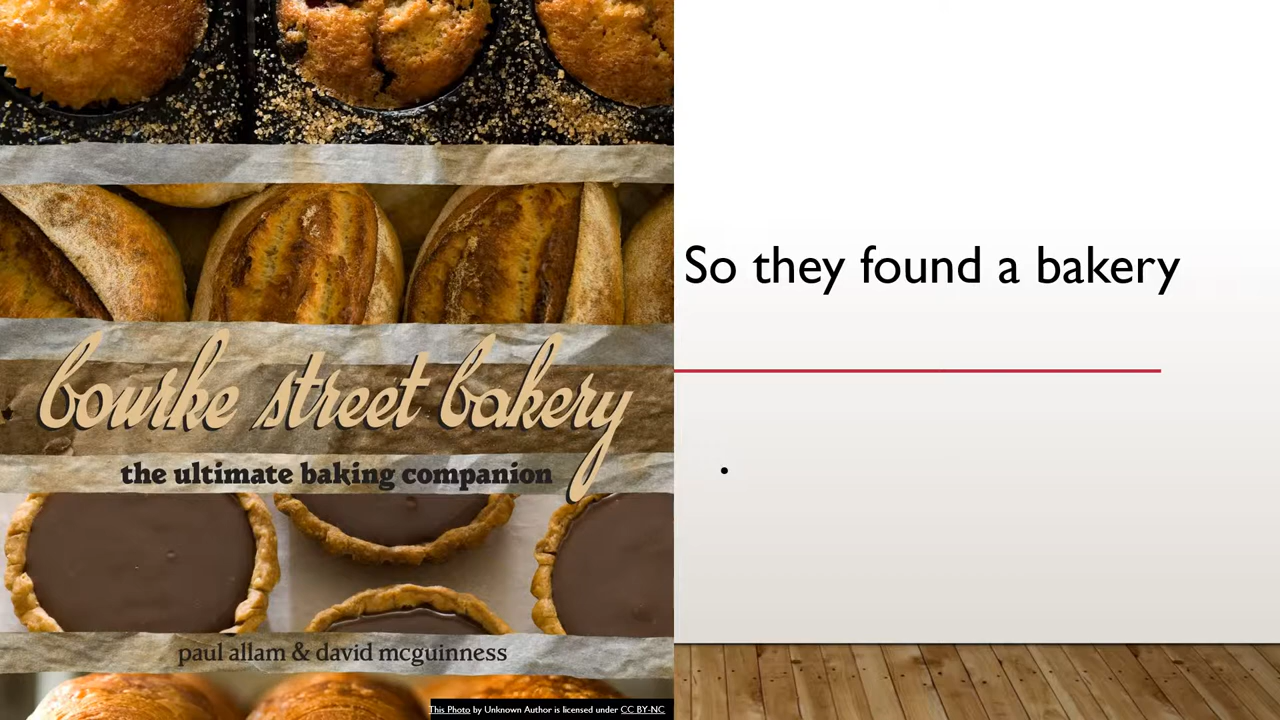 bourke street bakery
the ultimate baking companion
paul allam & david mcguinness
This Photo by Unknown Author is licensed under CC BY-NC
So they found a bakery
•